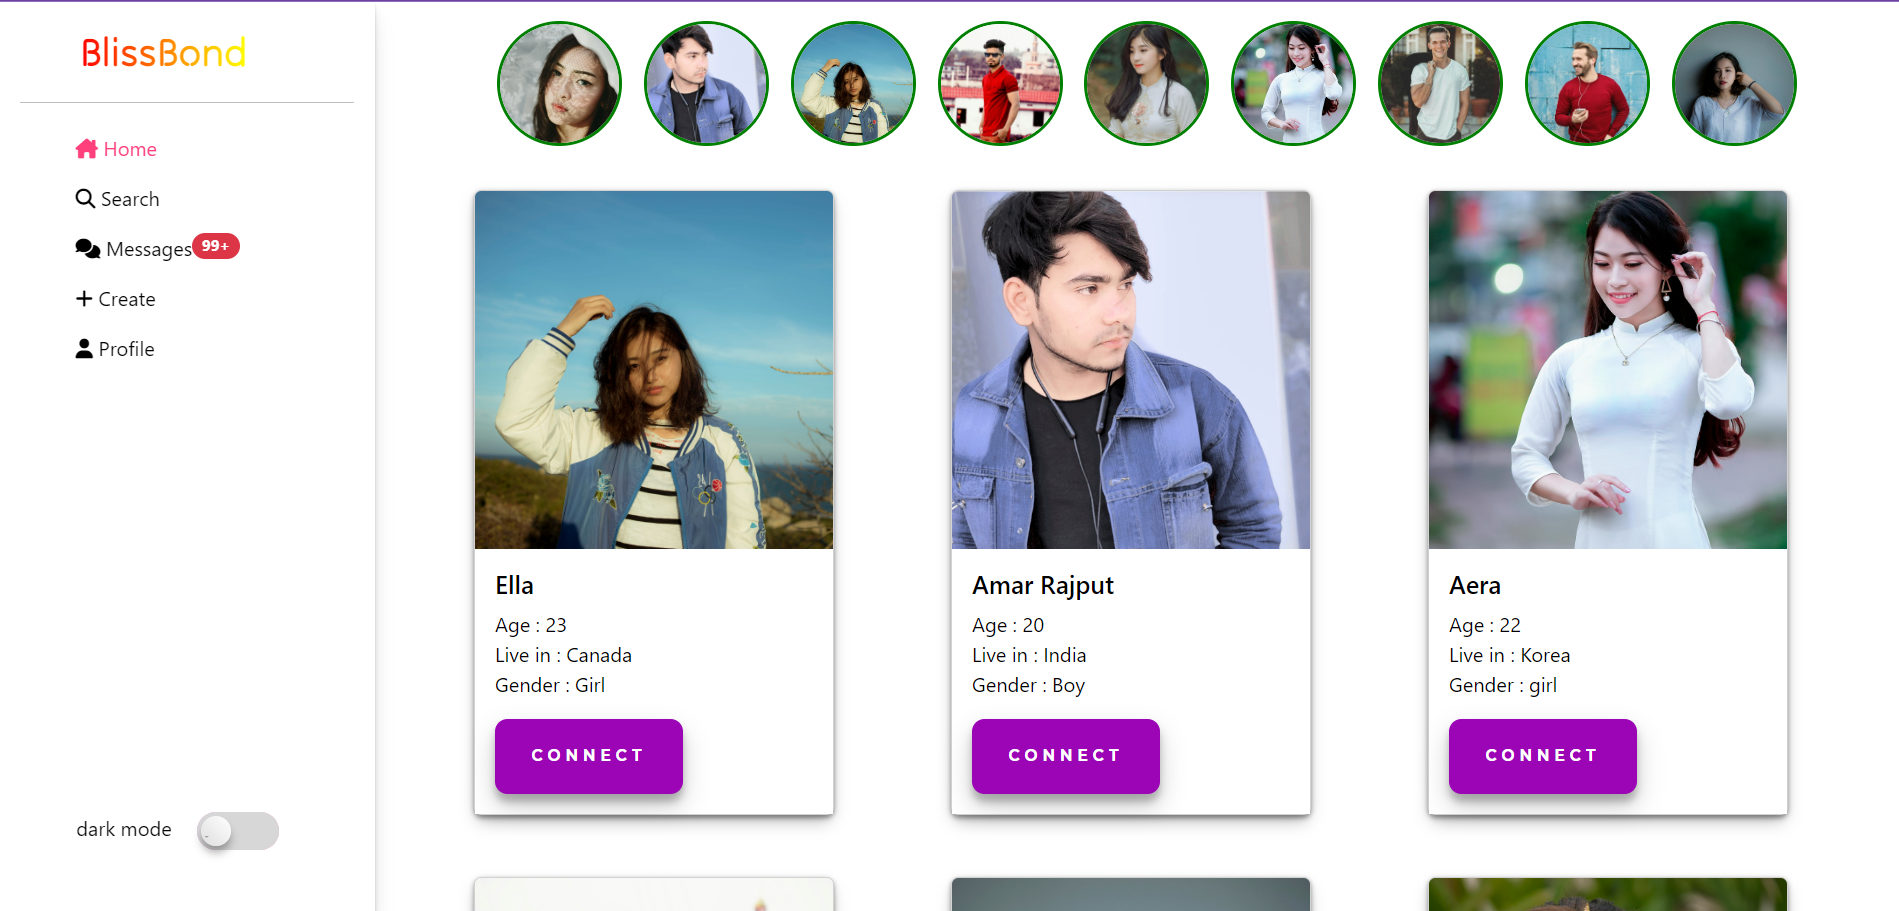 BlissBond
Home
Search
Messages 99+
Create
Profile
dark mode
Ella
Age : 23
Live in : Canada
Gender : Girl
CONNECT
Amar Rajput
Age : 20
Live in : India
Gender : Boy
CONNECT
Aera
Age : 22
Live in : Korea
Gender : girl
CONNECT